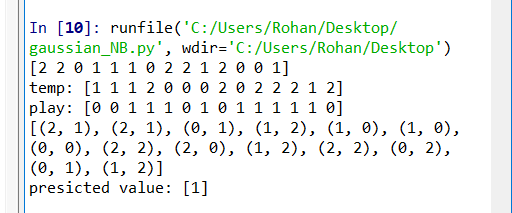 In [10]: runfile('C:/Users/Rohan/Desktop/
gaussian_NB.py', wdir='C:/Users/Rohan/Desktop')
[2 2 0 1 1 1 0 2 2 1 2 0 0 1]
temp: [1 1 1 2 0 0 0 2 0 2 2 2 1 2]
play: [0 0 1 1 1 0 1 0 1 1 1 1 1 0]
[(2, 1), (2, 1), (0, 1), (1, 2), (1, 0), (1, 0),
(0, 0), (2, 2), (2, 0), (1, 2), (2, 2), (0, 2),
(0, 1), (1, 2)]
presicted value: [1]